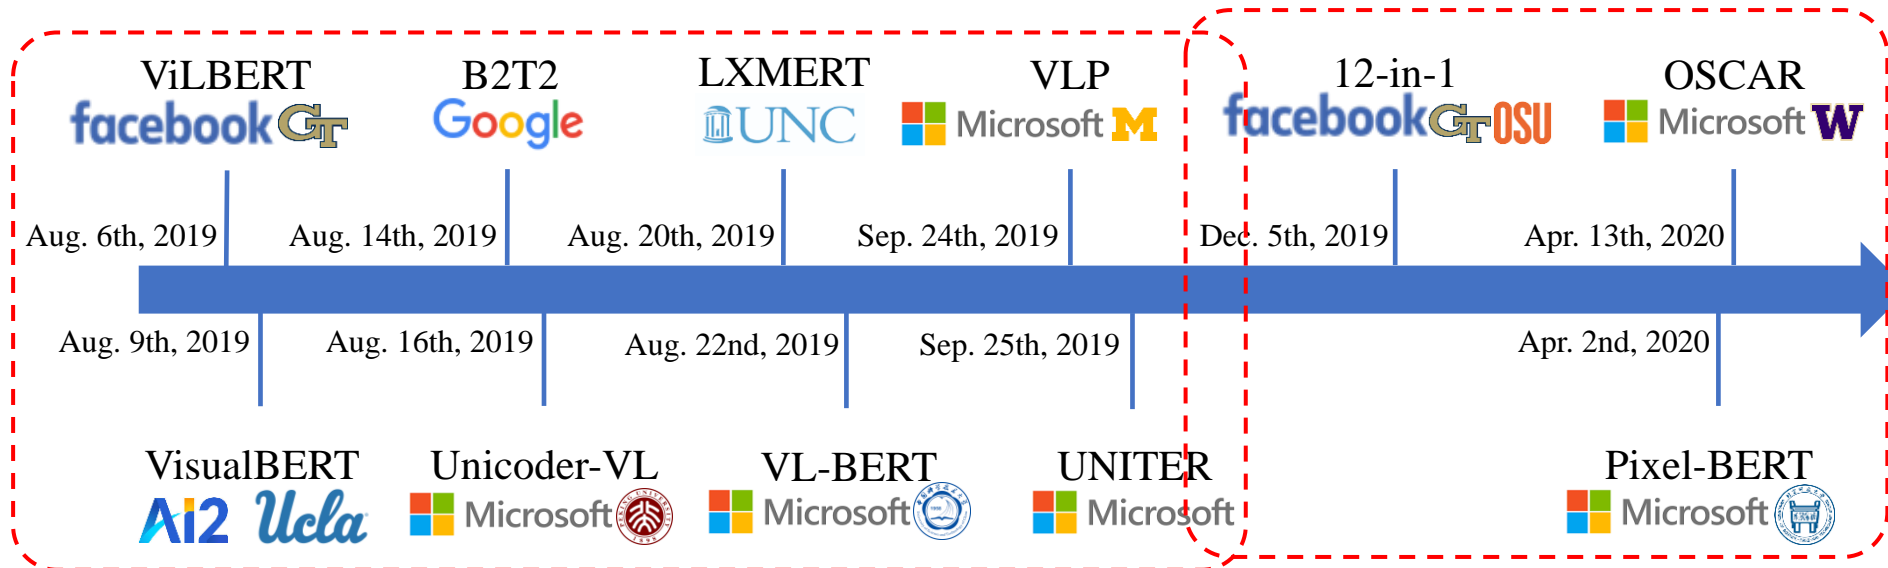 ViLBERT
facebook GT
B2T2
Google
LXMERT
UNC
VLP
Microsoft M
12-in-1
facebook GT OSU
OSCAR
Microsoft W
Aug. 6th, 2019
Aug. 14th, 2019
Aug. 20th, 2019
Sep. 24th, 2019
Dec. 5th, 2019
Apr. 13th, 2020
Aug. 9th, 2019
Aug. 16th, 2019
Aug. 22nd, 2019
Sep. 25th, 2019
Apr. 2nd, 2020
VisualBERT
Ai2 Ucla
Unicoder-VL
Microsoft
VL-BERT
Microsoft
UNITER
Microsoft
Pixel-BERT
Microsoft